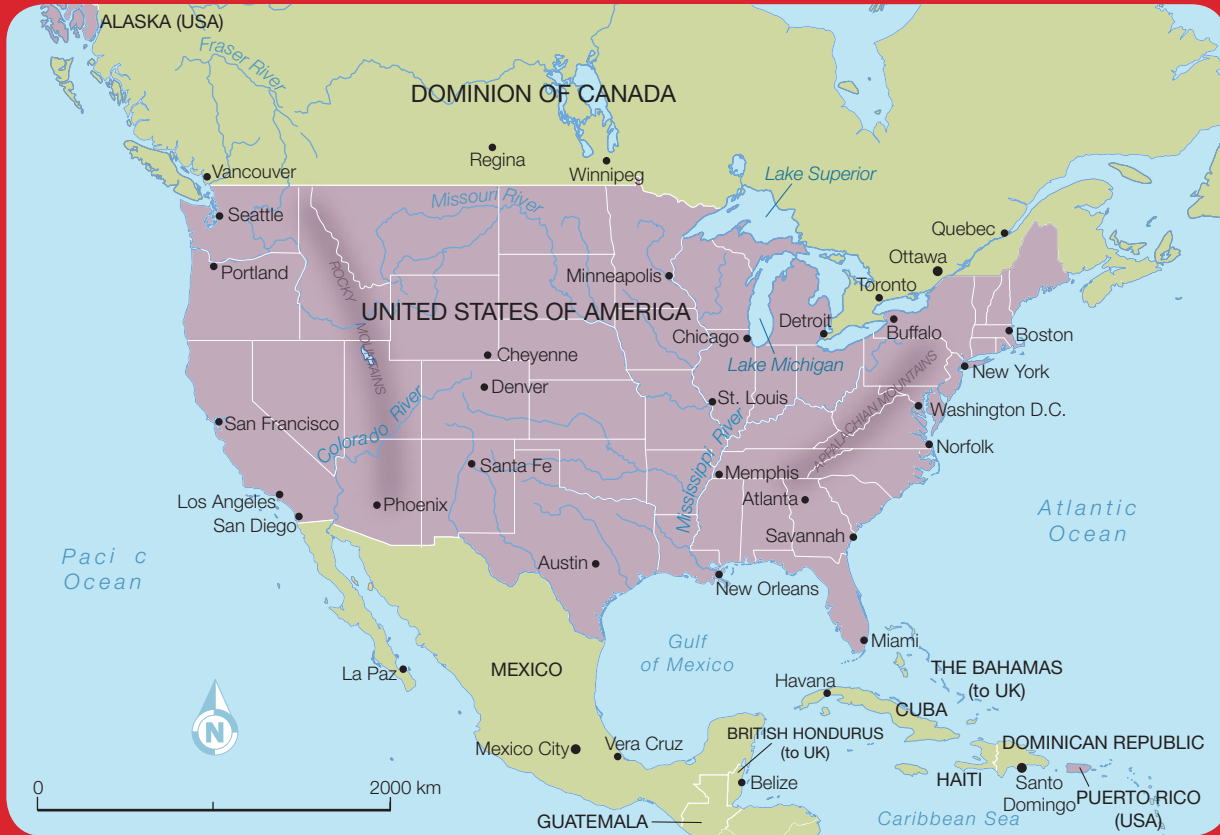 ALASKA (USA)
Fraser River
DOMINION OF CANADA
Regina
Winnipeg
Vancouver
Lake Superior
Missouri River
Seattle
Quebec
Ottawa
Portland
Minneapolis
Toronto
ROCKY MOUNTAINS
UNITED STATES OF AMERICA
Detroit
Buffalo
Boston
Chicago
Cheyenne
Lake Michigan
New York
Denver
St. Louis
APPALACHIAN MOUNTAINS
Washington D.C.
San Francisco
Colorado River
Mississippi River
Norfolk
Santa Fe
Memphis
Los Angeles
Phoenix
Atlanta
San Diego
Atlantic
Ocean
Savannah
Paci c
Ocean
Austin
New Orleans
Gulf
of Mexico
Miami
La Paz
MEXICO
THE BAHAMAS
(to UK)
Havana
CUBA
N
Mexico City
Vera Cruz
BRITISH HONDURUS
(to UK)
DOMINICAN REPUBLIC
Belize
HAITI
Santo
Domingo
PUERTO RICO
(USA)
0
2000 km
GUATEMALA
Caribbean Sea